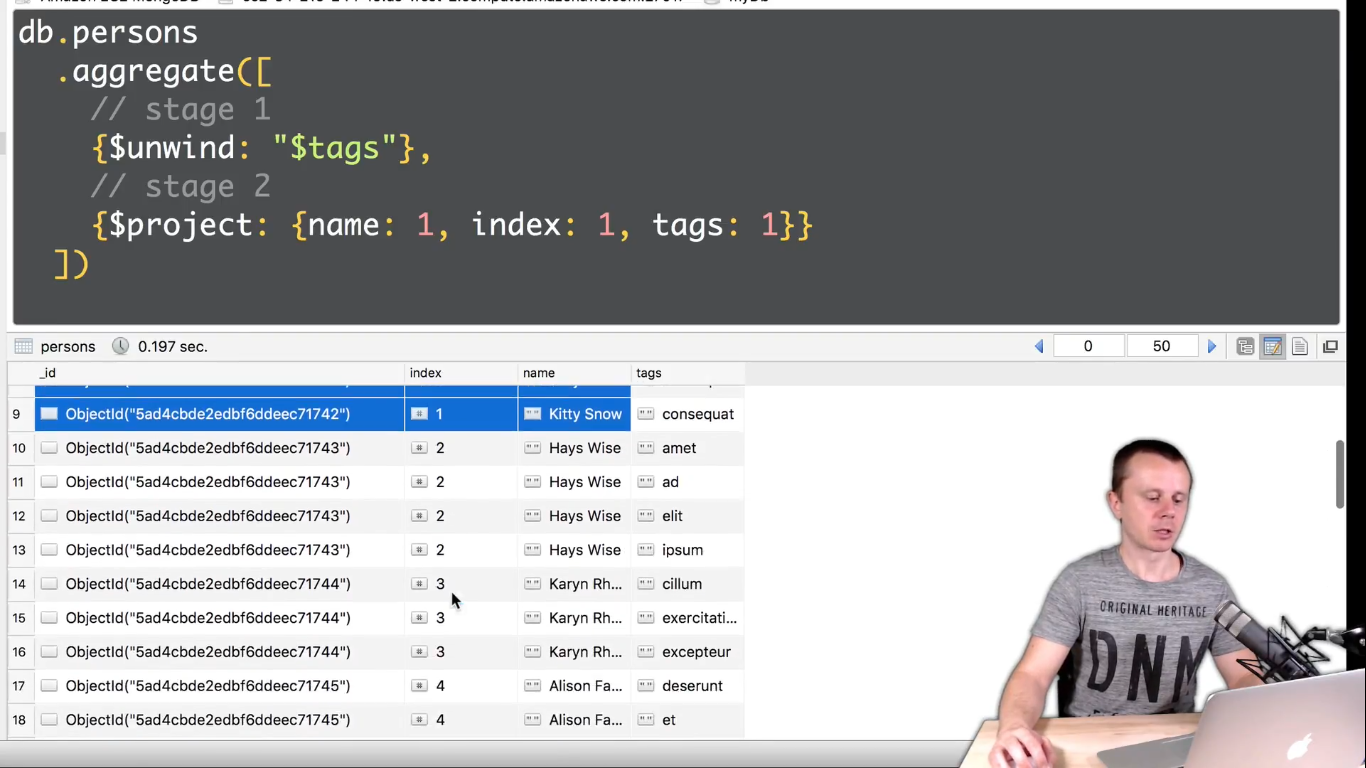 db.persons
.aggregate([
// stage 1
{$unwind: "$tags"},
// stage 2
{$project: {name: 1, index: 1, tags: 1}}
])
persons 0.197 sec. 0 50
_id index name tags
9 ObjectId("5ad4cbde2edbf6ddeec71742") # 1 "" Kitty Snow "" consequat
10 ObjectId("5ad4cbde2edbf6ddeec71743") # 2 "" Hays Wise "" amet
11 ObjectId("5ad4cbde2edbf6ddeec71743") # 2 "" Hays Wise "" ad
12 ObjectId("5ad4cbde2edbf6ddeec71743") # 2 "" Hays Wise "" elit
13 ObjectId("5ad4cbde2edbf6ddeec71743") # 2 "" Hays Wise "" ipsum
14 ObjectId("5ad4cbde2edbf6ddeec71744") # 3 "" Karyn Rh... "" cillum
15 ObjectId("5ad4cbde2edbf6ddeec71744") # 3 "" Karyn Rh... "" exercitati...
16 ObjectId("5ad4cbde2edbf6ddeec71744") # 3 "" Karyn Rh... "" excepteur
17 ObjectId("5ad4cbde2edbf6ddeec71745") # 4 "" Alison Fa... "" deserunt
18 ObjectId("5ad4cbde2edbf6ddeec71745") # 4 "" Alison Fa... "" et
ORIGINAL HERITAGE
DNM